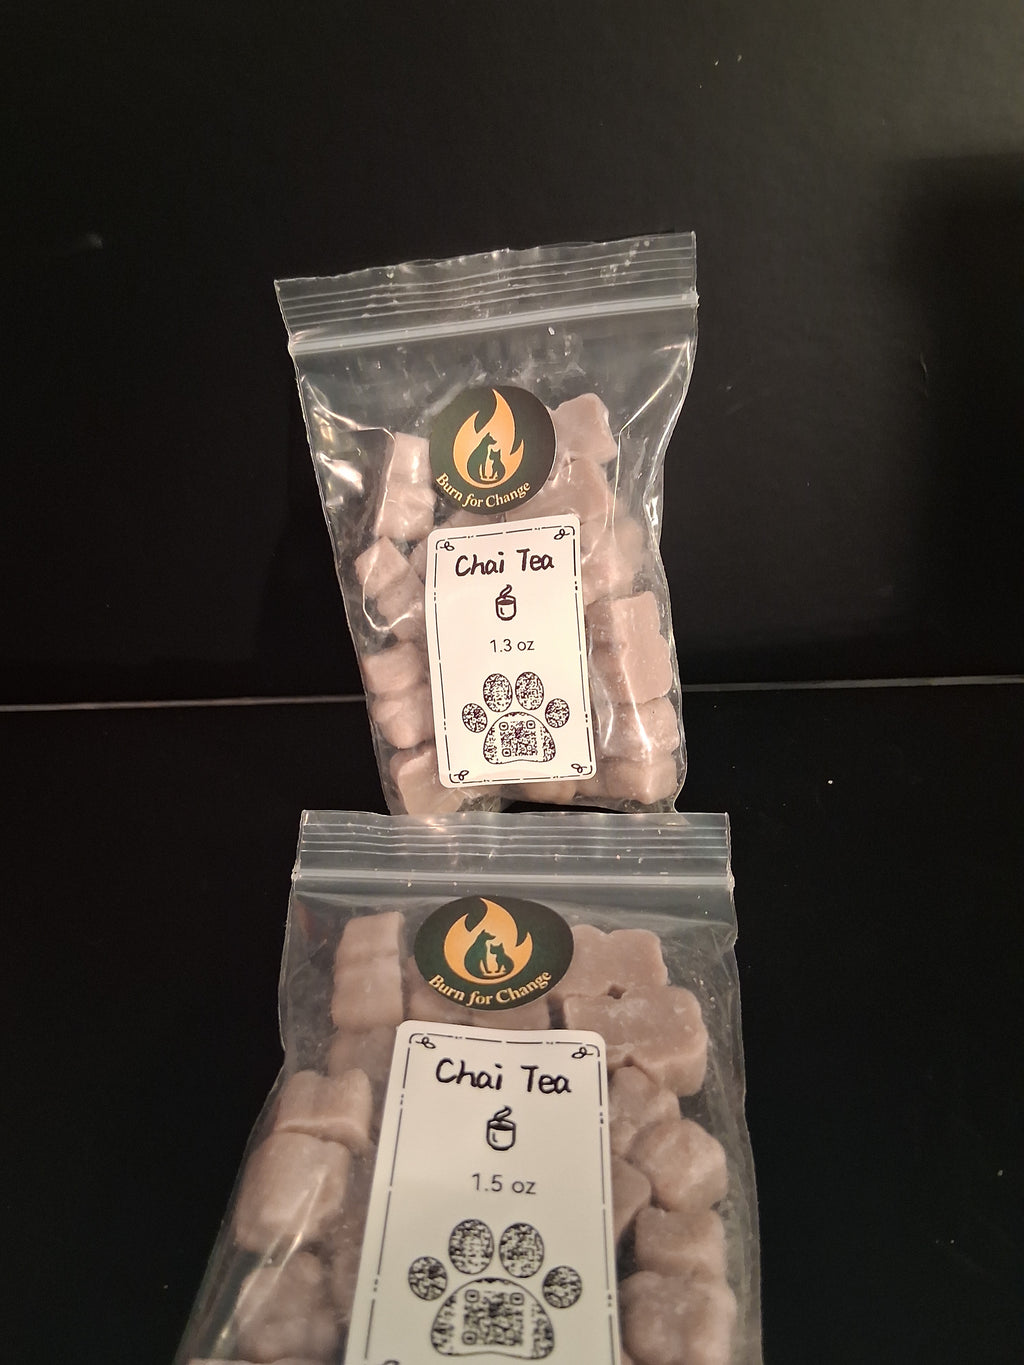 Burn for Change
Chai Tea
1.3 oz
Burn for Change
Chai Tea
1.5 oz